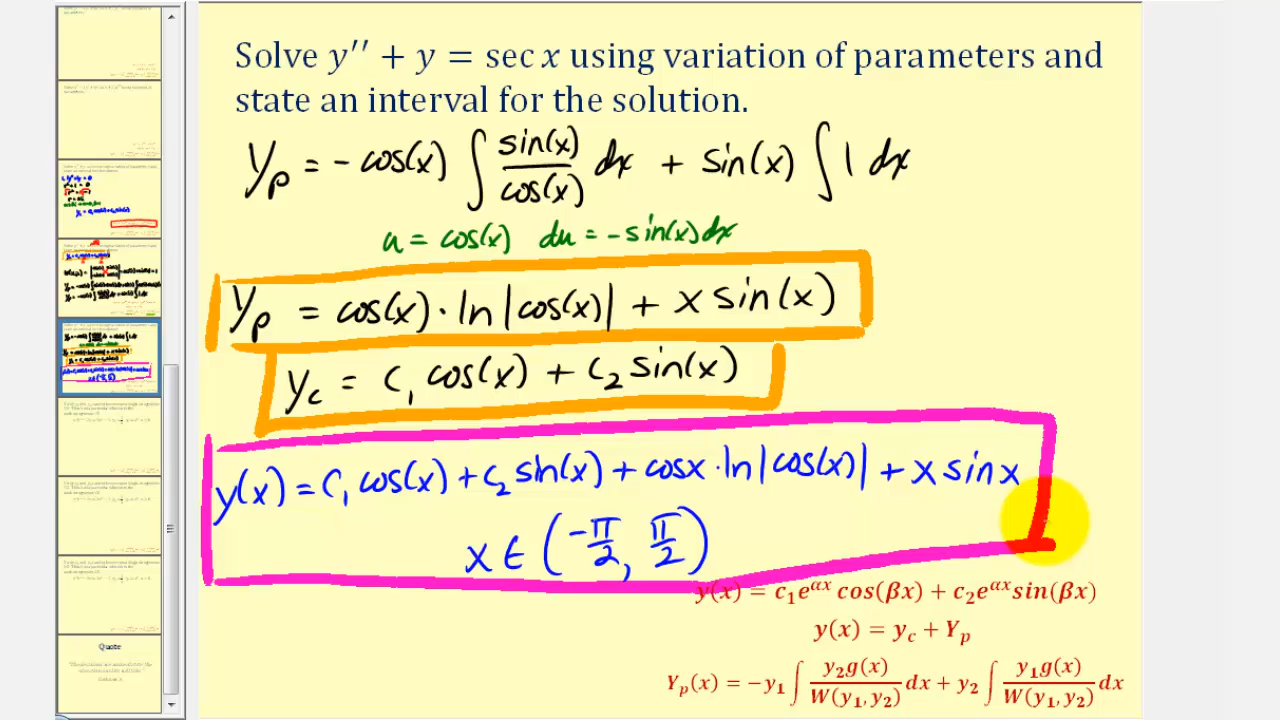 Solve y′′ + y = sec x using variation of parameters and
state an interval for the solution.
Yp = - cos(x) ∫ sin(x)/cos(x) dx + sin(x) ∫ 1 dx
u = cos(x) du = -sin(x) dx
Yp = cos(x) · ln |cos(x)| + x sin(x)
yc = C1 cos(x) + C2 sin(x)
y(x) = C1 cos(x) + C2 sin(x) + cosx · ln |cos(x)| + x sin x
x ∈ (-π/2, π/2)
y(x) = c1e^αx cos(βx) + c2e^αx sin(βx)
y(x) = yc + Yp
Yp(x) = −y1 ∫ y2g(x)/W(y1, y2) dx + y2 ∫ y1g(x)/W(y1, y2) dx
Quote